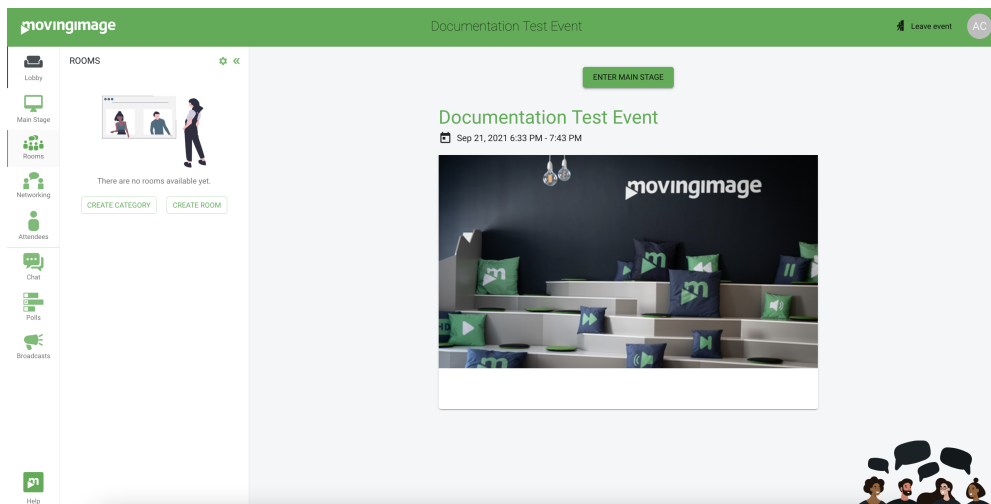 movingimage
Documentation Test Event
Leave event
AC
Lobby
Main Stage
Rooms
Networking
Attendees
Chat
Polls
Broadcasts
m
Help
ROOMS
There are no rooms available yet.
CREATE CATEGORY
CREATE ROOM
ENTER MAIN STAGE
Documentation Test Event
Sep 21, 2021 6:33 PM - 7:43 PM
movingimage
m
m
m
HD
m